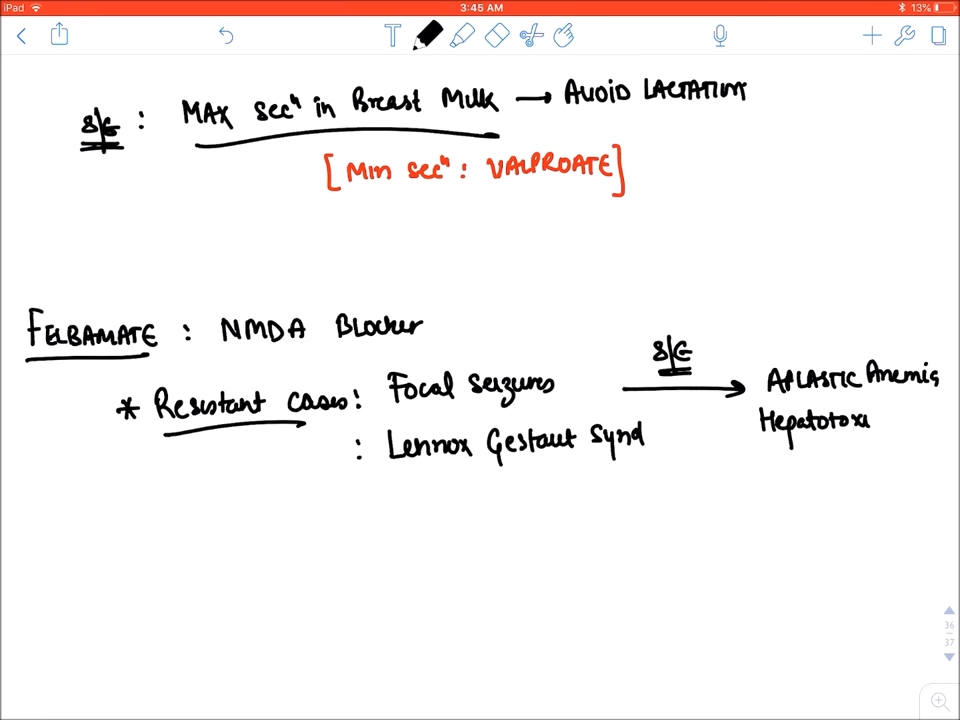 iPad 3:45 AM 13%
T
S/E : MAX Secⁿ in Breast Milk → AVOID LACTATION
[Min Secⁿ : VALPROATE]
FELBAMATE : NMDA Blocker
* Resistant cases : Focal Seizures
: Lennox Gestaut Synd
S/E
APLASTIC Anemia
Hepatotoxi
36
37